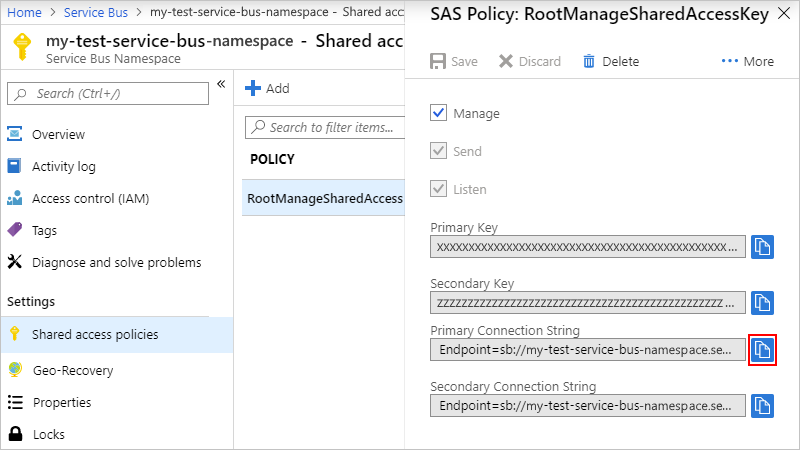 Home > Service Bus > my-test-service-bus-namespace - Shared acc
my-test-service-bus-namespace - Shared acc
Service Bus Namespace
Search (Ctrl+/)
«
Overview
Activity log
Access control (IAM)
Tags
Diagnose and solve problems
Settings
Shared access policies
Geo-Recovery
Properties
Locks
Add
Search to filter items...
POLICY
RootManageSharedAccess
SAS Policy: RootManageSharedAccessKey
Save Discard Delete ... More
Manage
Send
Listen
Primary Key
xxxxxxxxxxxxxxxxxxxxxxxxxxxxxxxxxxxxxxxxxxxxxxx...
Secondary Key
zzzzzzzzzzzzzzzzzzzzzzzzzzzzzzzzzzzzzzzzzzzzzzz...
Primary Connection String
Endpoint=sb://my-test-service-bus-namespace.se...
Secondary Connection String
Endpoint=sb://my-test-service-bus-namespace.se...